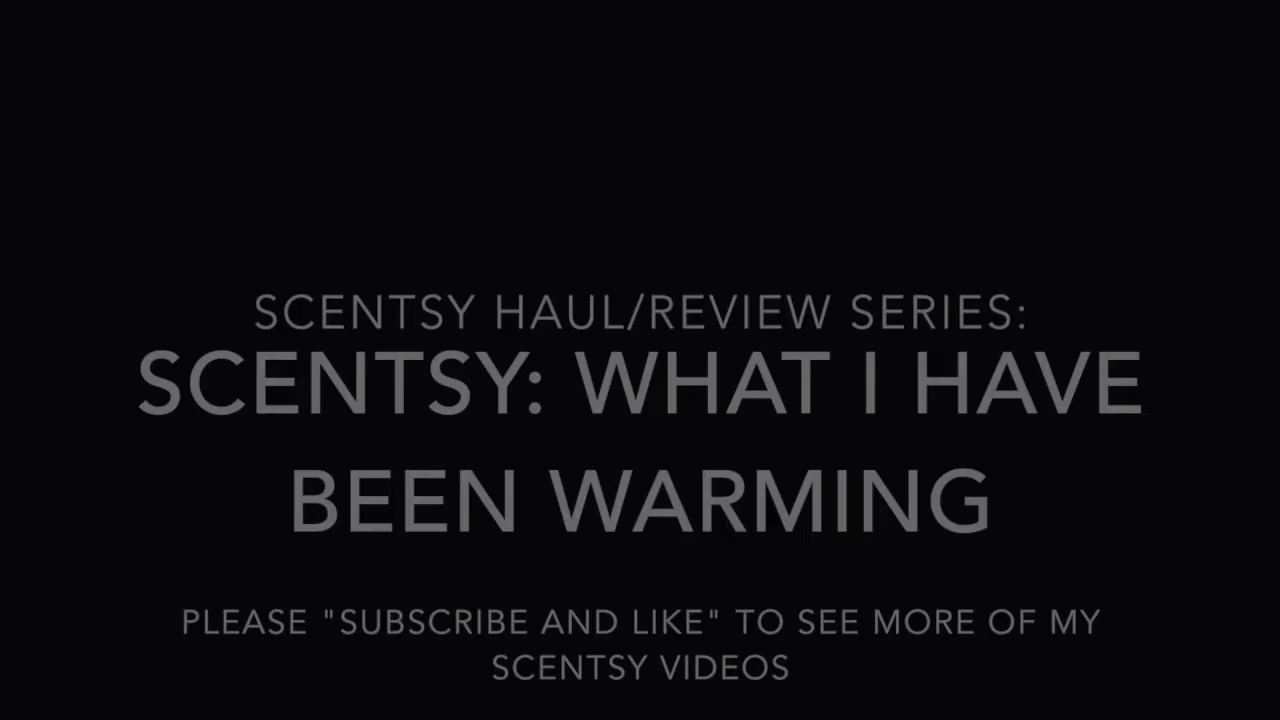 SCENTSY HAUL/REVIEW SERIES:
SCENTSY: WHAT I HAVE
BEEN WARMING
PLEASE "SUBSCRIBE AND LIKE" TO SEE MORE OF MY
SCENTSY VIDEOS